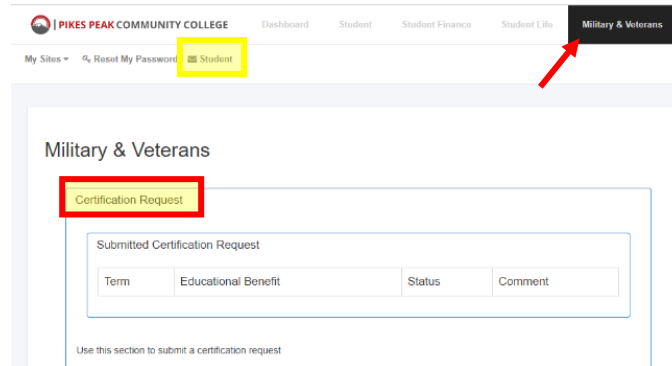 PIKES PEAK COMMUNITY COLLEGE Dashboard Student Student Finance Student Life Military & Veterans
My Sites Reset My Password Student
Military & Veterans
Certification Request
Submitted Certification Request
Term Educational Benefit Status Comment
Use this section to submit a certification request